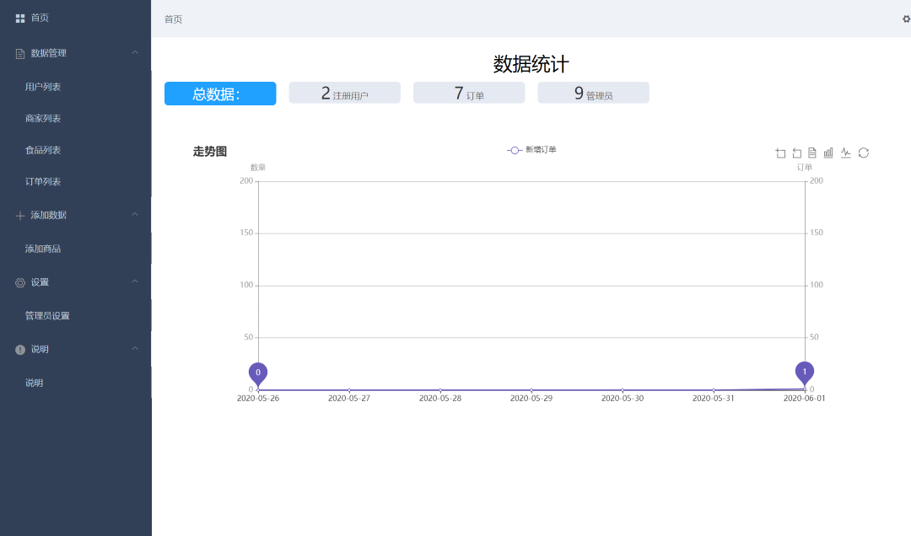 首页
数据管理
用户列表
商家列表
食品列表
订单列表
添加数据
添加商品
设置
管理员设置
说明
说明
首页
数据统计
总数据：
2 注册用户
7 订单
9 管理员
走势图
新增订单
数量
订单
200
150
100
50
0
200
150
100
50
0
0
1
2020-05-26
2020-05-27
2020-05-28
2020-05-29
2020-05-30
2020-05-31
2020-06-01